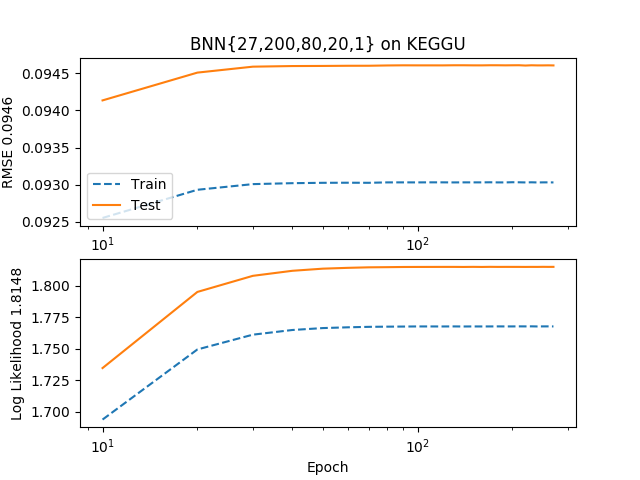 BNN{27,200,80,20,1} on KEGGU
RMSE 0.0946
0.0945
0.0940
0.0935
0.0930
0.0925
Train
Test
10¹
10²
Log Likelihood 1.8148
1.800
1.775
1.750
1.725
1.700
10¹
10²
Epoch